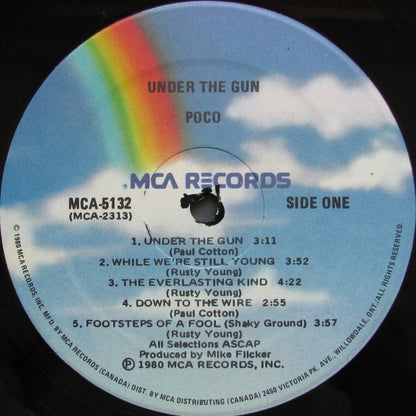 UNDER THE GUN
POCO
MCA RECORDS
MCA-5132
(MCA-2313)
SIDE ONE
1. UNDER THE GUN 3:11
(Paul Cotton)
2. WHILE WE'RE STILL YOUNG 3:52
(Rusty Young)
3. THE EVERLASTING KIND 4:22
(Rusty Young)
4. DOWN TO THE WIRE 2:55
(Paul Cotton)
5. FOOTSTEPS OF A FOOL (Shaky Ground) 3:57
(Rusty Young)
All Selections ASCAP
Produced by Mike Flicker
Ⓟ 1980 MCA RECORDS, INC.
© 1980 MCA RECORDS, INC. MFD. BY MCA RECORDS (CANADA) DIST. BY MCA DISTRIBUTING (CANADA) 2450 VICTORIA PK. AVE., WILLOWDALE, ONT. ALL RIGHTS RESERVED.